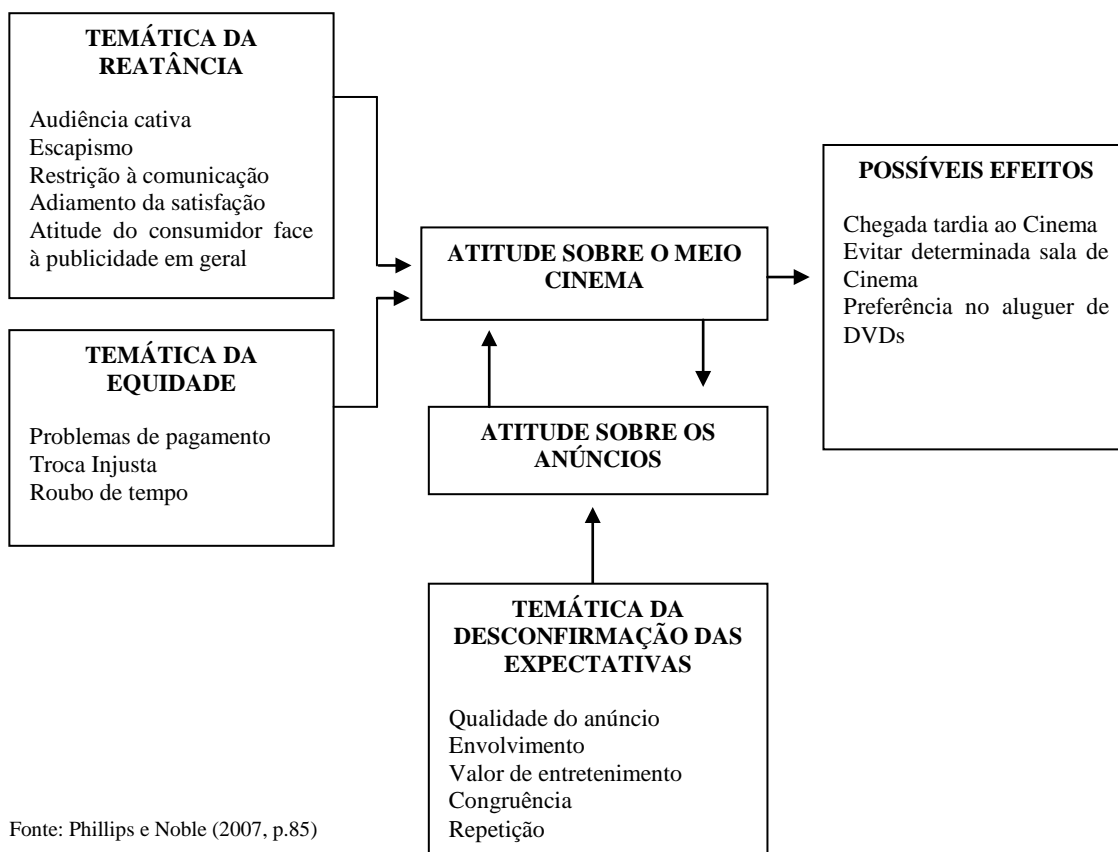 TEMÁTICA DA
REATÂNCIA
Audiência cativa
Escapismo
Restrição à comunicação
Adiamento da satisfação
Atitude do consumidor face
à publicidade em geral
TEMÁTICA DA
EQUIDADE
Problemas de pagamento
Troca Injusta
Roubo de tempo
ATITUDE SOBRE O MEIO
CINEMA
ATITUDE SOBRE OS
ANÚNCIOS
TEMÁTICA DA
DESCONFIRMAÇÃO DAS
EXPECTATIVAS
Qualidade do anúncio
Envolvimento
Valor de entretenimento
Congruência
Repetição
POSSÍVEIS EFEITOS
Chegada tardia ao Cinema
Evitar determinada sala de
Cinema
Preferência no aluguer de
DVDs
Fonte: Phillips e Noble (2007, p.85)